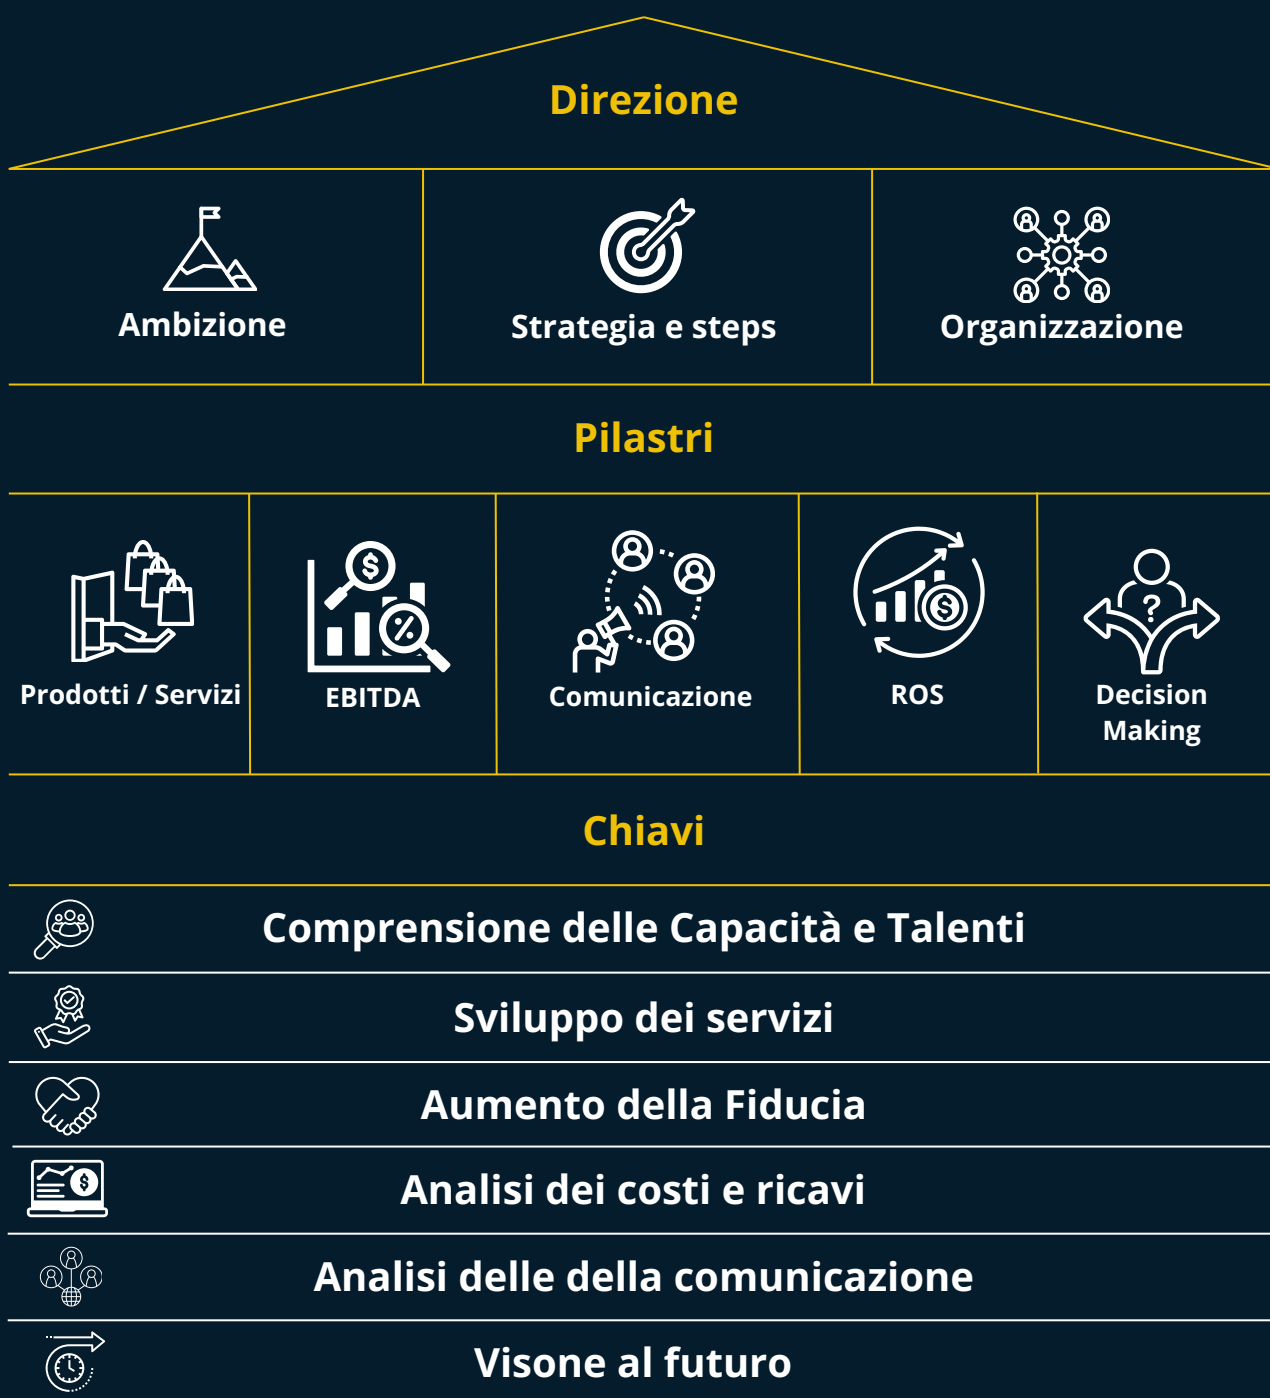 Direzione
Ambizione
Strategia e steps
Organizzazione
Pilastri
Prodotti / Servizi
EBITDA
Comunicazione
ROS
Decision
Making
Chiavi
Comprensione delle Capacità e Talenti
Sviluppo dei servizi
Aumento della Fiducia
Analisi dei costi e ricavi
Analisi delle della comunicazione
Visone al futuro